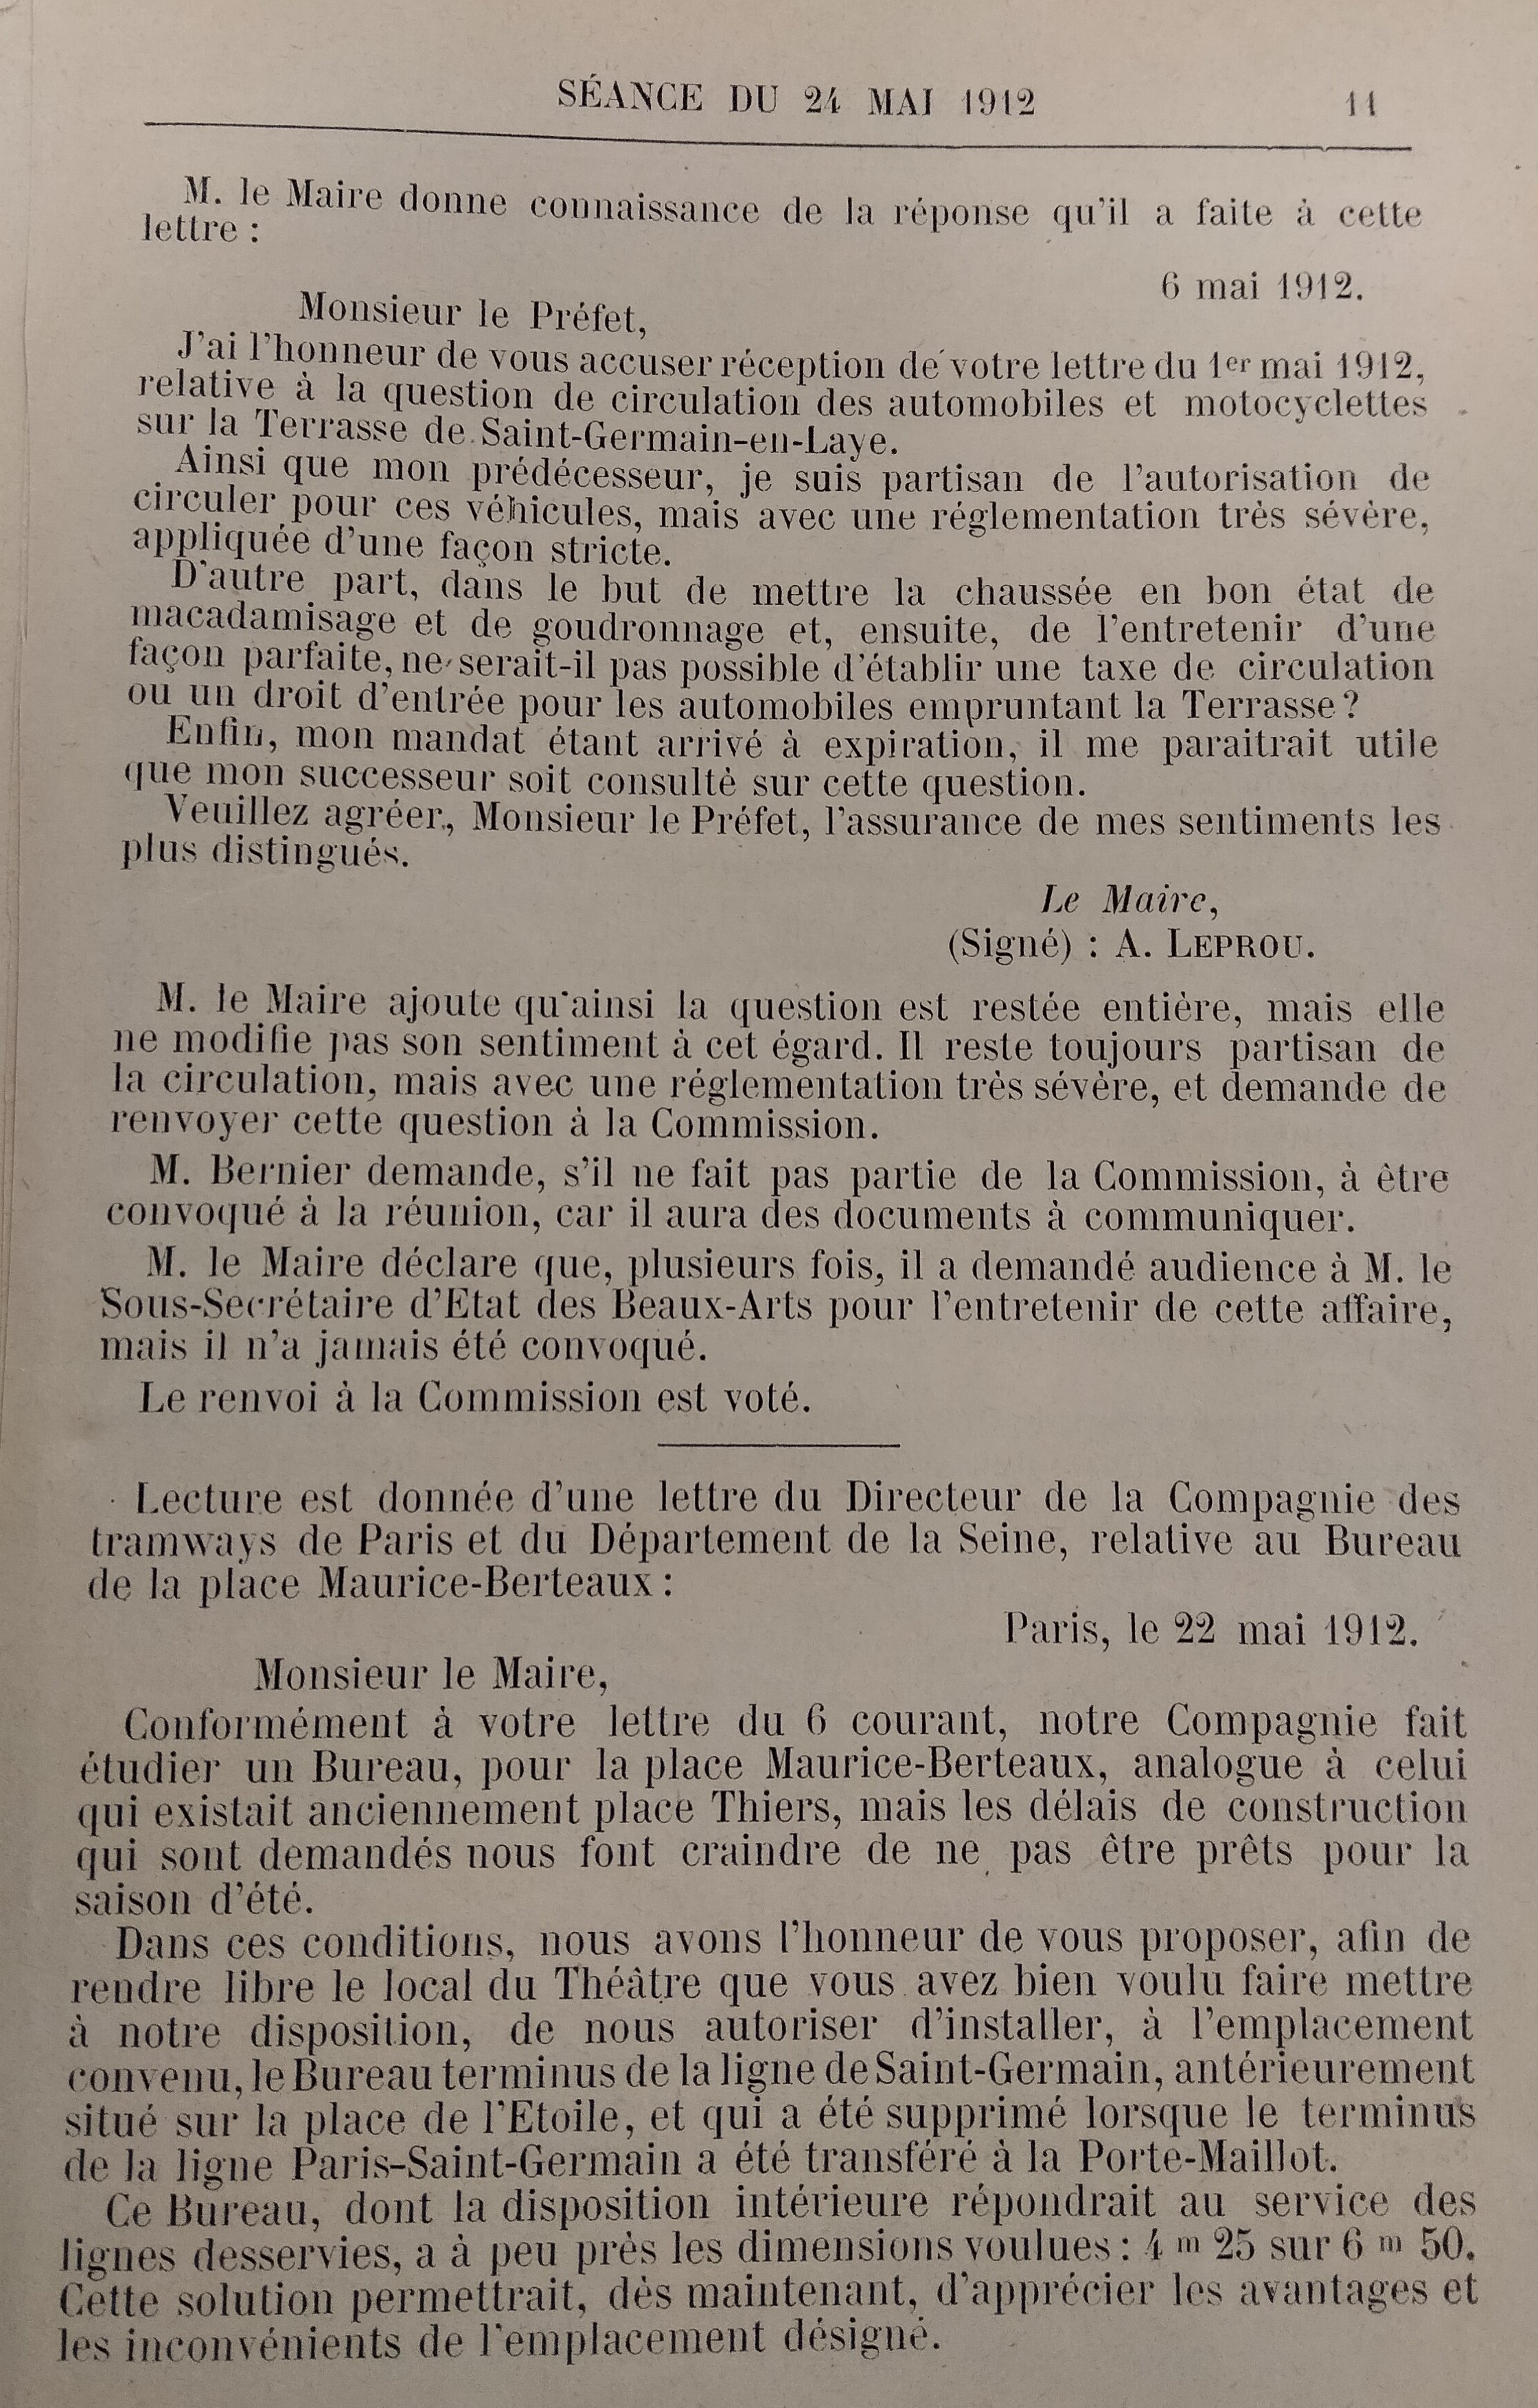 SÉANCE DU 24 MAI 1912 11
M. le Maire donne connaissance de la réponse qu'il a faite à cette
lettre :
6 mai 1912.
Monsieur le Préfet,
J'ai l'honneur de vous accuser réception de votre lettre du 1er mai 1912,
relative à la question de circulation des automobiles et motocyclettes
sur la Terrasse de Saint-Germain-en-Laye.
Ainsi que mon prédécesseur, je suis partisan de l'autorisation de
circuler pour ces véhicules, mais avec une réglementation très sévère,
appliquée d'une façon stricte.
D'autre part, dans le but de mettre la chaussée en bon état de
macadamisage et de goudronnage et, ensuite, de l'entretenir d'une
façon parfaite, ne serait-il pas possible d'établir une taxe de circulation
ou un droit d'entrée pour les automobiles empruntant la Terrasse ?
Enfin, mon mandat étant arrivé à expiration, il me paraitrait utile
que mon successeur soit consulté sur cette question.
Veuillez agréer, Monsieur le Préfet, l'assurance de mes sentiments les
plus distingués.
Le Maire,
(Signé) : A. LEPROU.
M. le Maire ajoute qu'ainsi la question est restée entière, mais elle
ne modifie pas son sentiment à cet égard. Il reste toujours partisan de
la circulation, mais avec une réglementation très sévère, et demande de
renvoyer cette question à la Commission.
M. Bernier demande, s'il ne fait pas partie de la Commission, à être
convoqué à la réunion, car il aura des documents à communiquer.
M. le Maire déclare que, plusieurs fois, il a demandé audience à M. le
Sous-Secrétaire d'Etat des Beaux-Arts pour l'entretenir de cette affaire,
mais il n'a jamais été convoqué.
Le renvoi à la Commission est voté.
Lecture est donnée d'une lettre du Directeur de la Compagnie des
tramways de Paris et du Département de la Seine, relative au Bureau
de la place Maurice-Berteaux :
Paris, le 22 mai 1912.
Monsieur le Maire,
Conformément à votre lettre du 6 courant, notre Compagnie fait
étudier un Bureau, pour la place Maurice-Berteaux, analogue à celui
qui existait anciennement place Thiers, mais les délais de construction
qui sont demandés nous font craindre de ne pas être prêts pour la
saison d'été.
Dans ces conditions, nous avons l'honneur de vous proposer, afin de
rendre libre le local du Théâtre que vous avez bien voulu faire mettre
à notre disposition, de nous autoriser d'installer, à l'emplacement
convenu, le Bureau terminus de la ligne de Saint-Germain, antérieurement
situé sur la place de l'Etoile, et qui a été supprimé lorsque le terminus
de la ligne Paris-Saint-Germain a été transféré à la Porte-Maillot.
Ce Bureau, dont la disposition intérieure répondrait au service des
lignes desservies, a à peu près les dimensions voulues : 4 m 25 sur 6 m 50.
Cette solution permettrait, dès maintenant, d'apprécier les avantages et
les inconvénients de l'emplacement désigné.